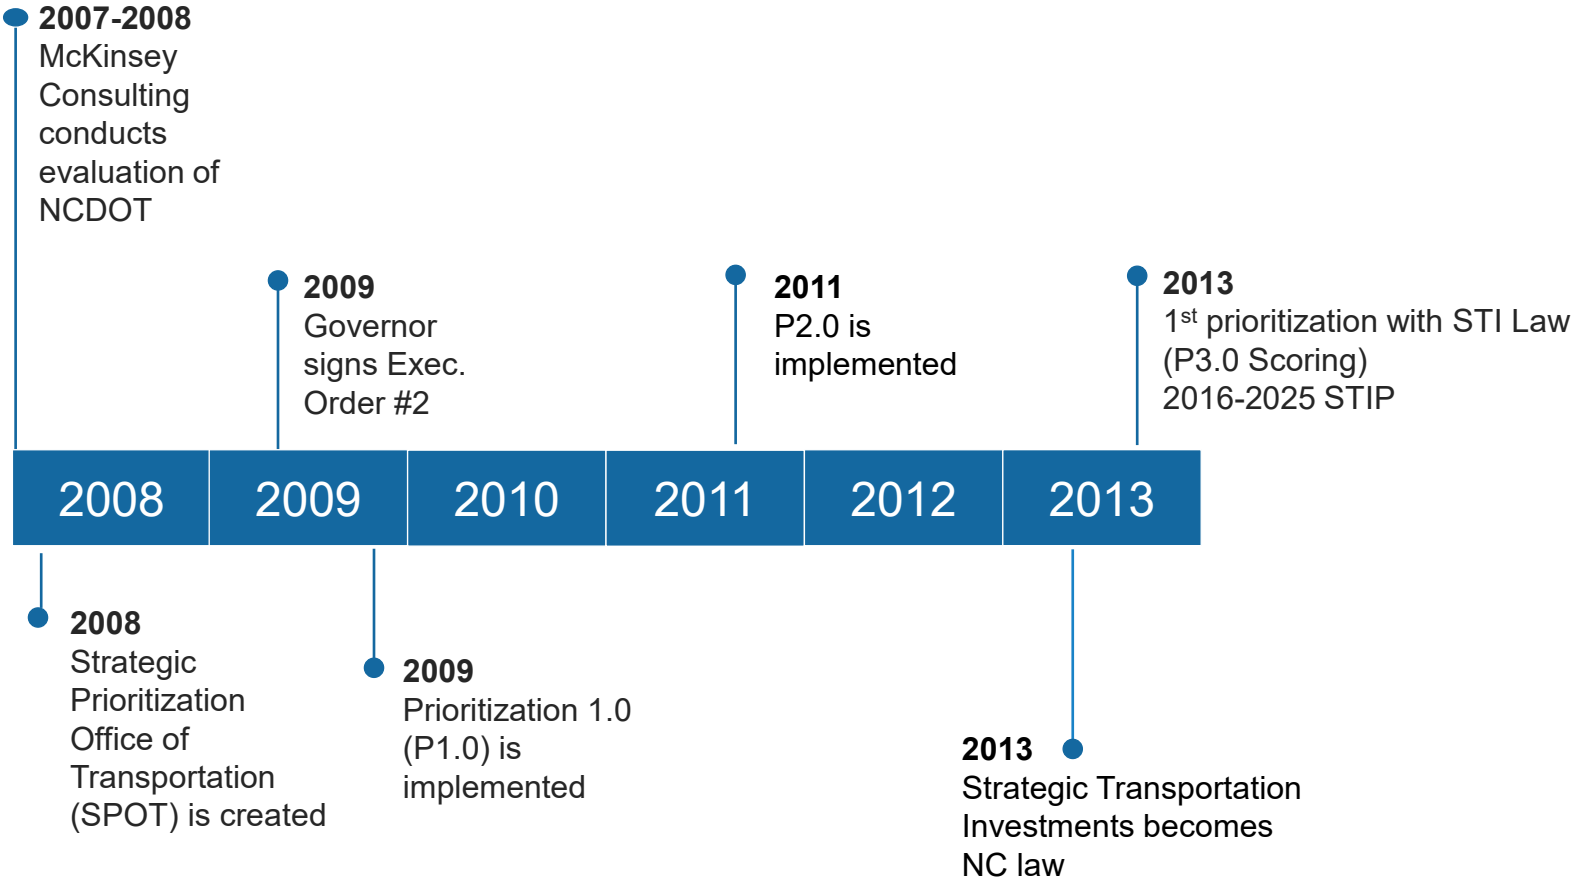 2007-2008
McKinsey
Consulting
conducts
evaluation of
NCDOT
2009
Governor
signs Exec.
Order #2
2011
P2.0 is
implemented
2013
1st prioritization with STI Law
(P3.0 Scoring)
2016-2025 STIP
2008 2009 2010 2011 2012 2013
2008
Strategic
Prioritization
Office of
Transportation
(SPOT) is created
2009
Prioritization 1.0
(P1.0) is
implemented
2013
Strategic Transportation
Investments becomes
NC law